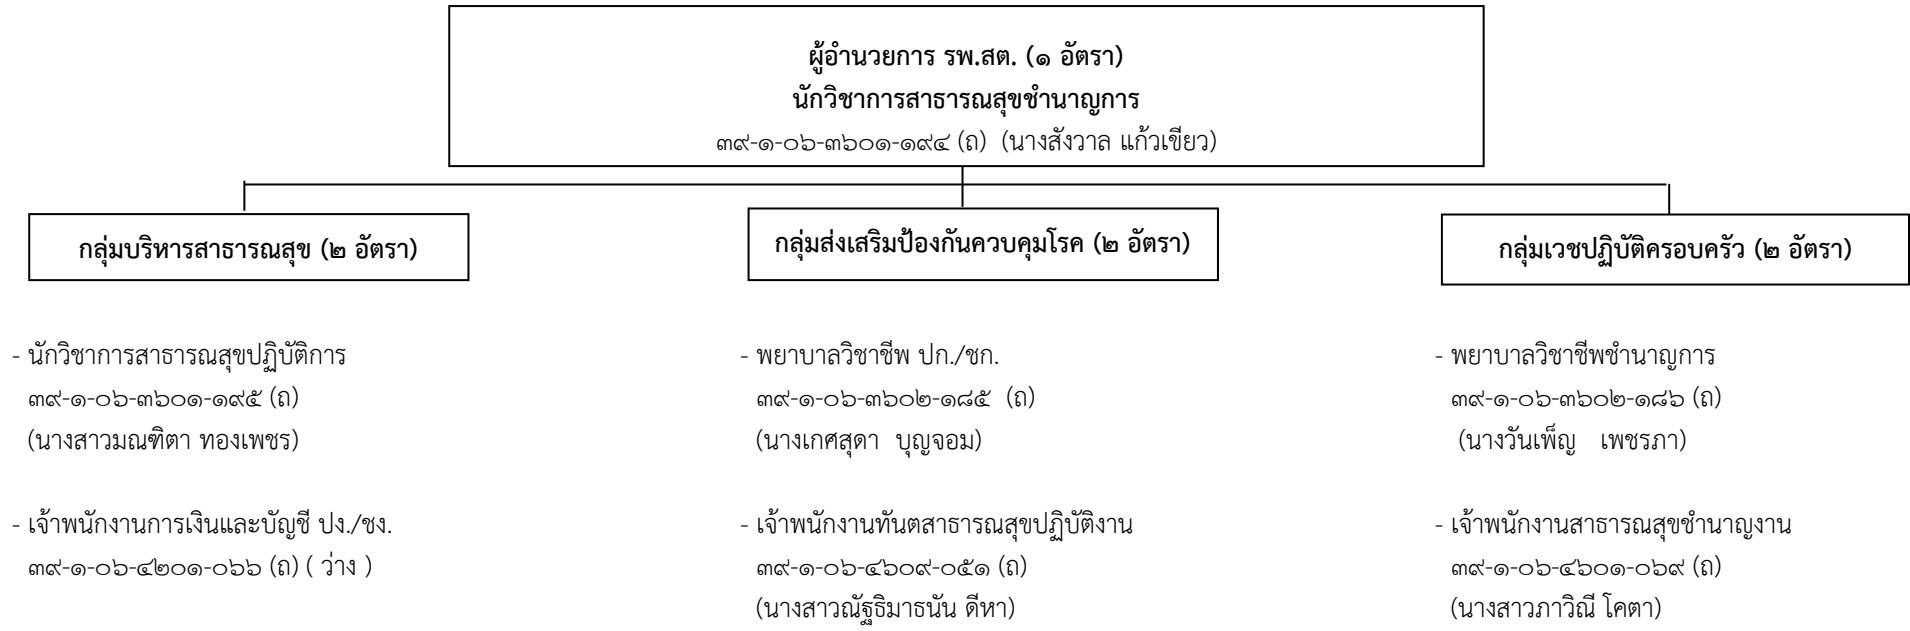 ผู้อำนวยการ รพ.สต. (๑ อัตรา)
นักวิชาการสาธารณสุขชำนาญการ
๓๙-๑-๐๖-๓๖๐๑-๑๙๔ (ถ) (นางสังวาล แก้วเขียว)
กลุ่มบริหารสาธารณสุข (๒ อัตรา)
- นักวิชาการสาธารณสุขปฏิบัติการ
๓๙-๑-๐๖-๓๖๐๑-๑๙๕ (ถ)
(นางสาวมณฑิตา ทองเพชร)
- เจ้าพนักงานการเงินและบัญชี ปง./ชง.
๓๙-๑-๐๖-๔๒๐๑-๐๖๖ (ถ) ( ว่าง )
กลุ่มส่งเสริมป้องกันควบคุมโรค (๒ อัตรา)
- พยาบาลวิชาชีพ ปก./ชก.
๓๙-๑-๐๖-๓๖๐๒-๑๘๕ (ถ)
(นางเกศสุดา บุญจอม)
- เจ้าพนักงานทันตสาธารณสุขปฏิบัติงาน
๓๙-๑-๐๖-๔๖๐๙-๐๕๑ (ถ)
(นางสาวณัฐธิมาธนัน ดีหา)
กลุ่มเวชปฏิบัติครอบครัว (๒ อัตรา)
- พยาบาลวิชาชีพชำนาญการ
๓๙-๑-๐๖-๓๖๐๒-๑๘๖ (ถ)
(นางวันเพ็ญ เพชรภา)
- เจ้าพนักงานสาธารณสุขชำนาญงาน
๓๙-๑-๐๖-๔๖๐๑-๐๖๙ (ถ)
(นางสาวภาวิณี โคตา)